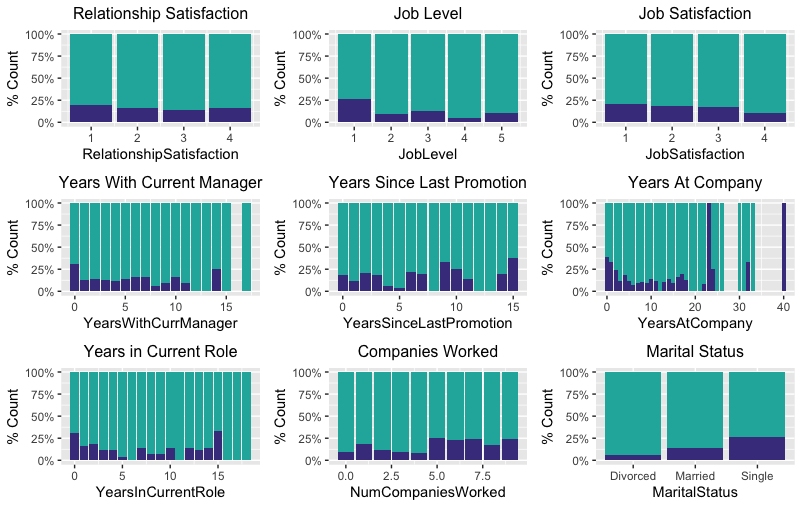 Relationship Satisfaction
100%
75%
50%
25%
0%
% Count
1 2 3 4
RelationshipSatisfaction
Job Level
100%
75%
50%
25%
0%
% Count
1 2 3 4 5
JobLevel
Job Satisfaction
100%
75%
50%
25%
0%
% Count
1 2 3 4
JobSatisfaction
Years With Current Manager
100%
75%
50%
25%
0%
% Count
0 5 10 15
YearsWithCurrManager
Years Since Last Promotion
100%
75%
50%
25%
0%
% Count
0 5 10 15
YearsSinceLastPromotion
Years At Company
100%
75%
50%
25%
0%
% Count
0 10 20 30 40
YearsAtCompany
Years in Current Role
100%
75%
50%
25%
0%
% Count
0 5 10 15
YearsInCurrentRole
Companies Worked
100%
75%
50%
25%
0%
% Count
0.0 2.5 5.0 7.5
NumCompaniesWorked
Marital Status
100%
75%
50%
25%
0%
% Count
Divorced Married Single
MaritalStatus